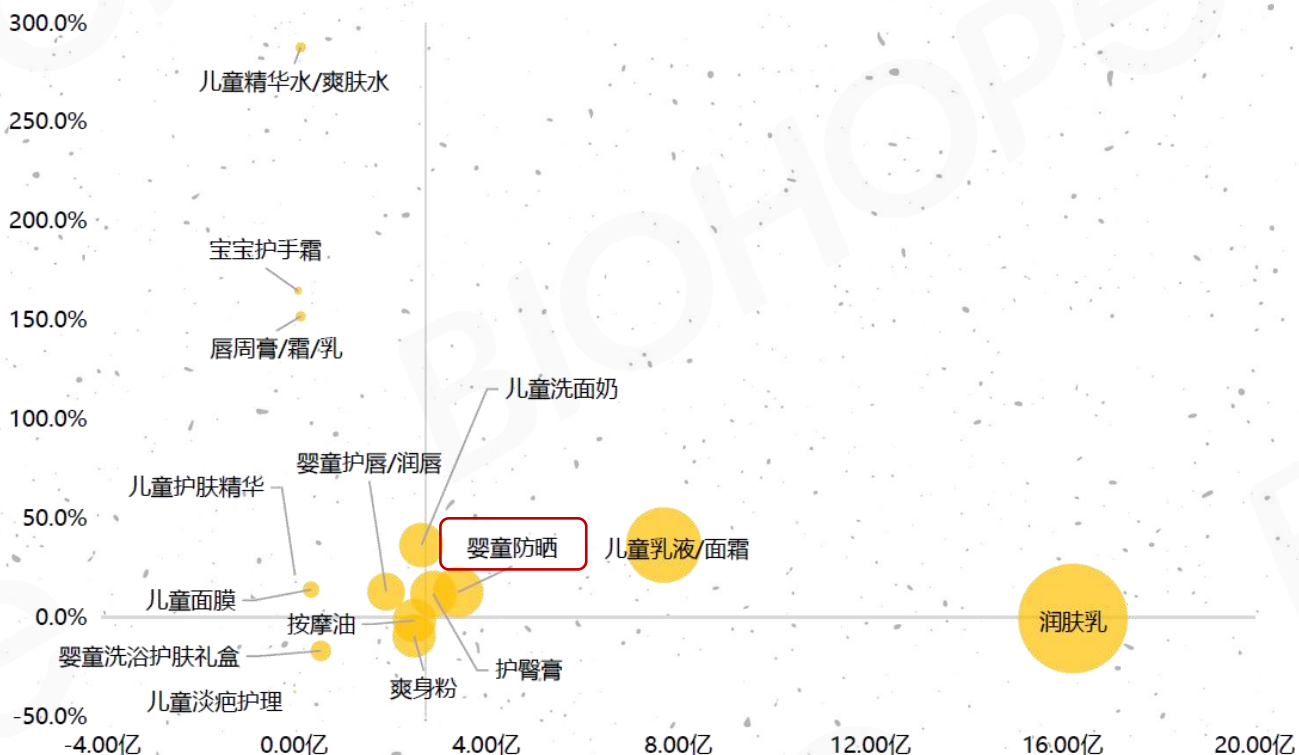 300.0%
儿童精华水/爽肤水
250.0%
200.0%
宝宝护手霜
150.0%
唇周膏/霜/乳
儿童洗面奶
100.0%
婴童护唇/润唇
儿童护肤精华
50.0%
婴童防晒
儿童乳液/面霜
儿童面膜
0.0%
按摩油
润肤乳
婴童洗浴护肤礼盒
护臀膏
爽身粉
儿童淡疤护理
-50.0%
-4.00亿
0.00亿
4.00亿
8.00亿
12.00亿
16.00亿
20.00亿
BIOHOPE